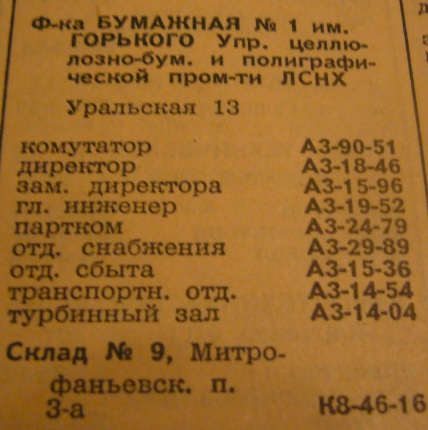 Ф-ка БУМАЖНАЯ № 1 им.
ГОРЬКОГО Упр. целлю-
лозно-бум. и полиграфи-
ческой пром-ти ЛСНХ
Уральская 13
комутатор А3-90-51
директор А3-18-46
зам. директора А3-15-96
гл. инженер А3-19-52
партком А3-24-79
отд. снабжения А3-29-89
отд. сбыта А3-15-36
транспортн. отд. А3-14-54
турбинный зал А3-14-04
Склад № 9, Митро-
фаньевск. п.
3-а К8-46-16